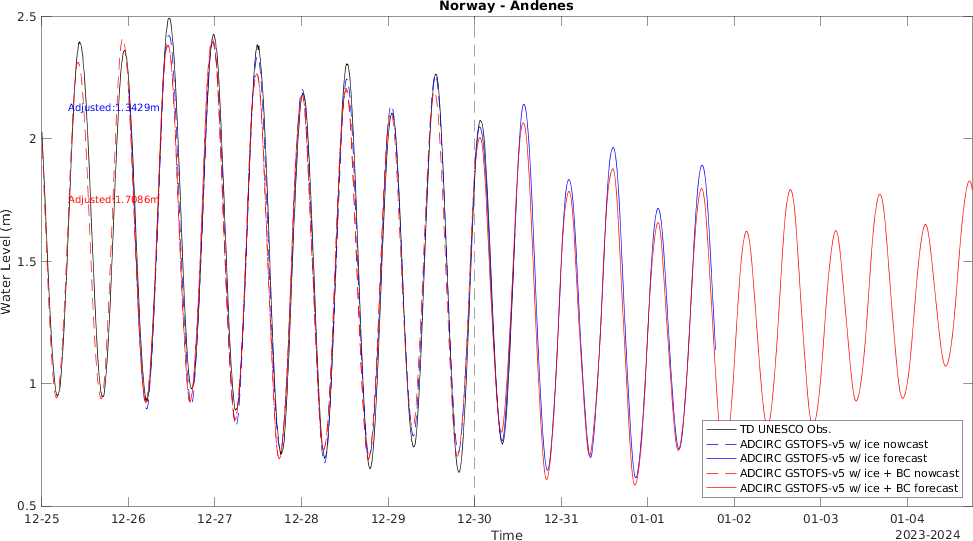 Norway - Andenes
2.5
2
1.5
1
0.5
Water Level (m)
Adjusted:1.3429m
Adjusted:1.7086m
TD UNESCO Obs.
ADCIRC GSTOFS-v5 w/ ice nowcast
ADCIRC GSTOFS-v5 w/ ice forecast
ADCIRC GSTOFS-v5 w/ ice + BC nowcast
ADCIRC GSTOFS-v5 w/ ice + BC forecast
12-25 12-26 12-27 12-28 12-29 12-30 12-31 01-01 01-02 01-03 01-04
Time
2023-2024